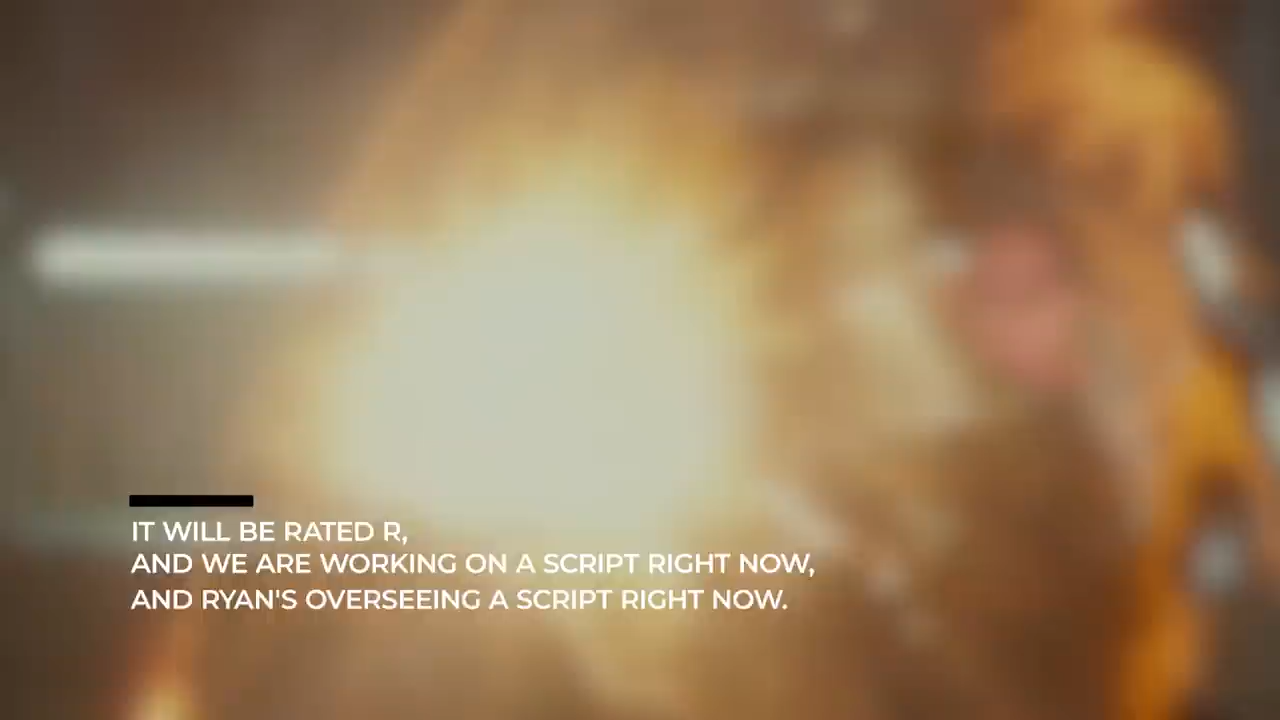 IT WILL BE RATED R,
AND WE ARE WORKING ON A SCRIPT RIGHT NOW,
AND RYAN'S OVERSEEING A SCRIPT RIGHT NOW.